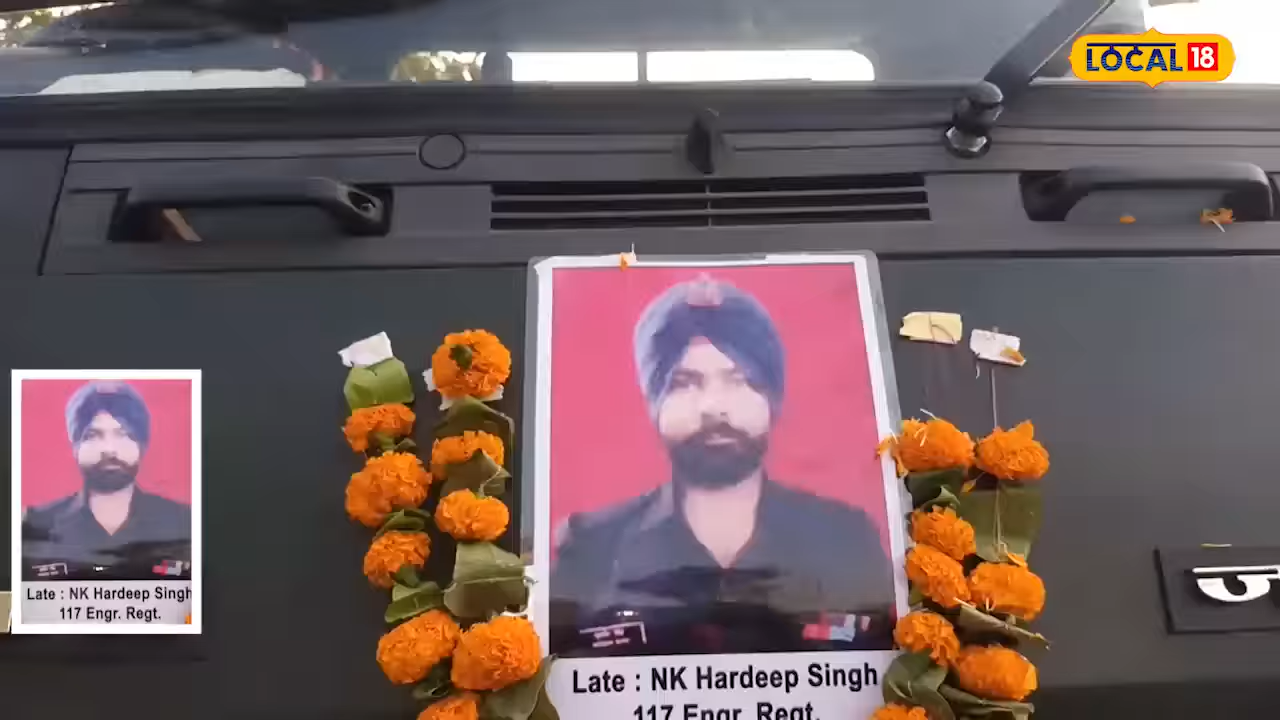 LOCAL 18
Late : NK Hardeep Singh
117 Engr. Regt.
Late : NK Hardeep Singh
117 Engr. Regt.